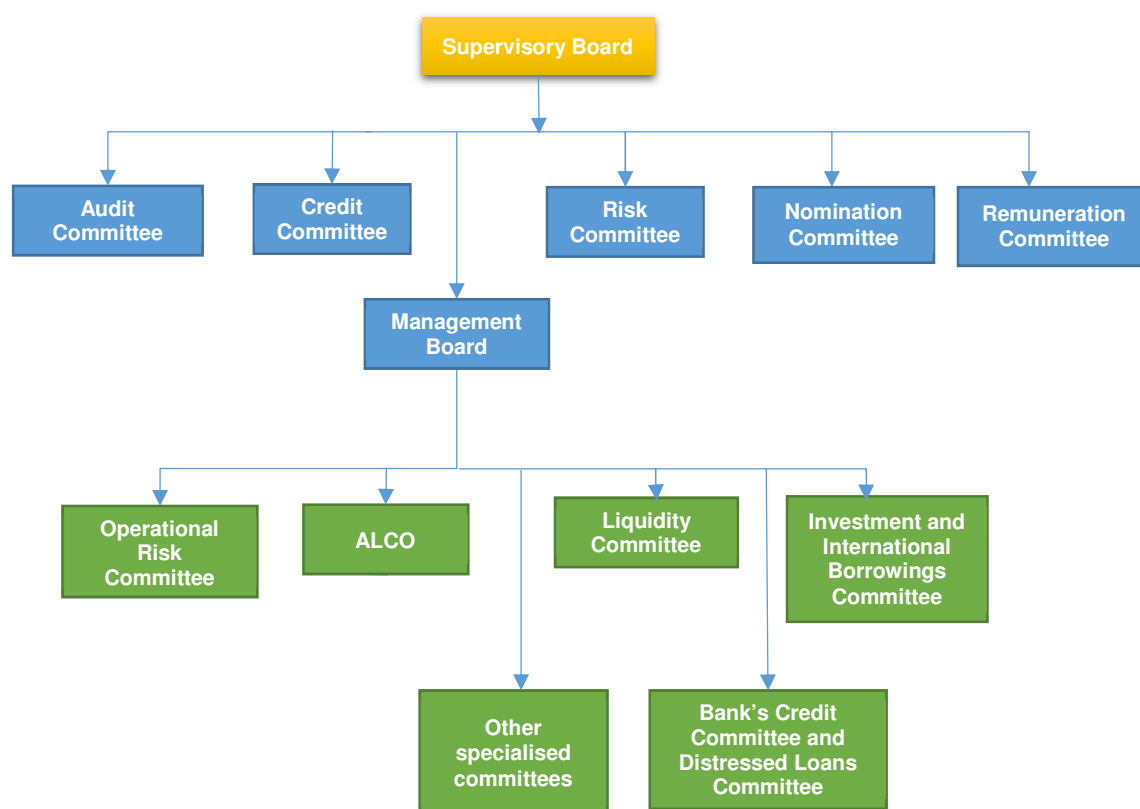 Supervisory Board
Audit
Committee
Credit
Committee
Risk
Committee
Nomination
Committee
Remuneration
Committee
Management
Board
Operational
Risk
Committee
ALCO
Liquidity
Committee
Investment and
International
Borrowings
Committee
Other
specialised
committees
Bank’s Credit
Committee and
Distressed Loans
Committee